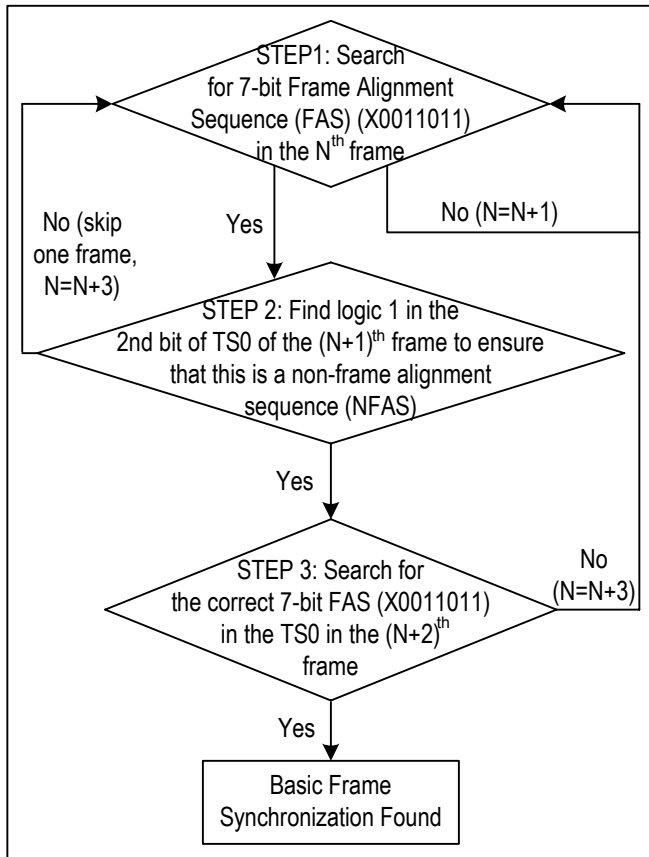 STEP1: Search
for 7-bit Frame Alignment
Sequence (FAS) (X0011011)
in the Nth frame
No (N=N+1)
Yes
No (skip
one frame,
N=N+3)
STEP 2: Find logic 1 in the
2nd bit of TS0 of the (N+1)th frame to ensure
that this is a non-frame alignment
sequence (NFAS)
Yes
STEP 3: Search for
the correct 7-bit FAS (X0011011)
in the TS0 in the (N+2)th
frame
No
(N=N+3)
Yes
Basic Frame
Synchronization Found